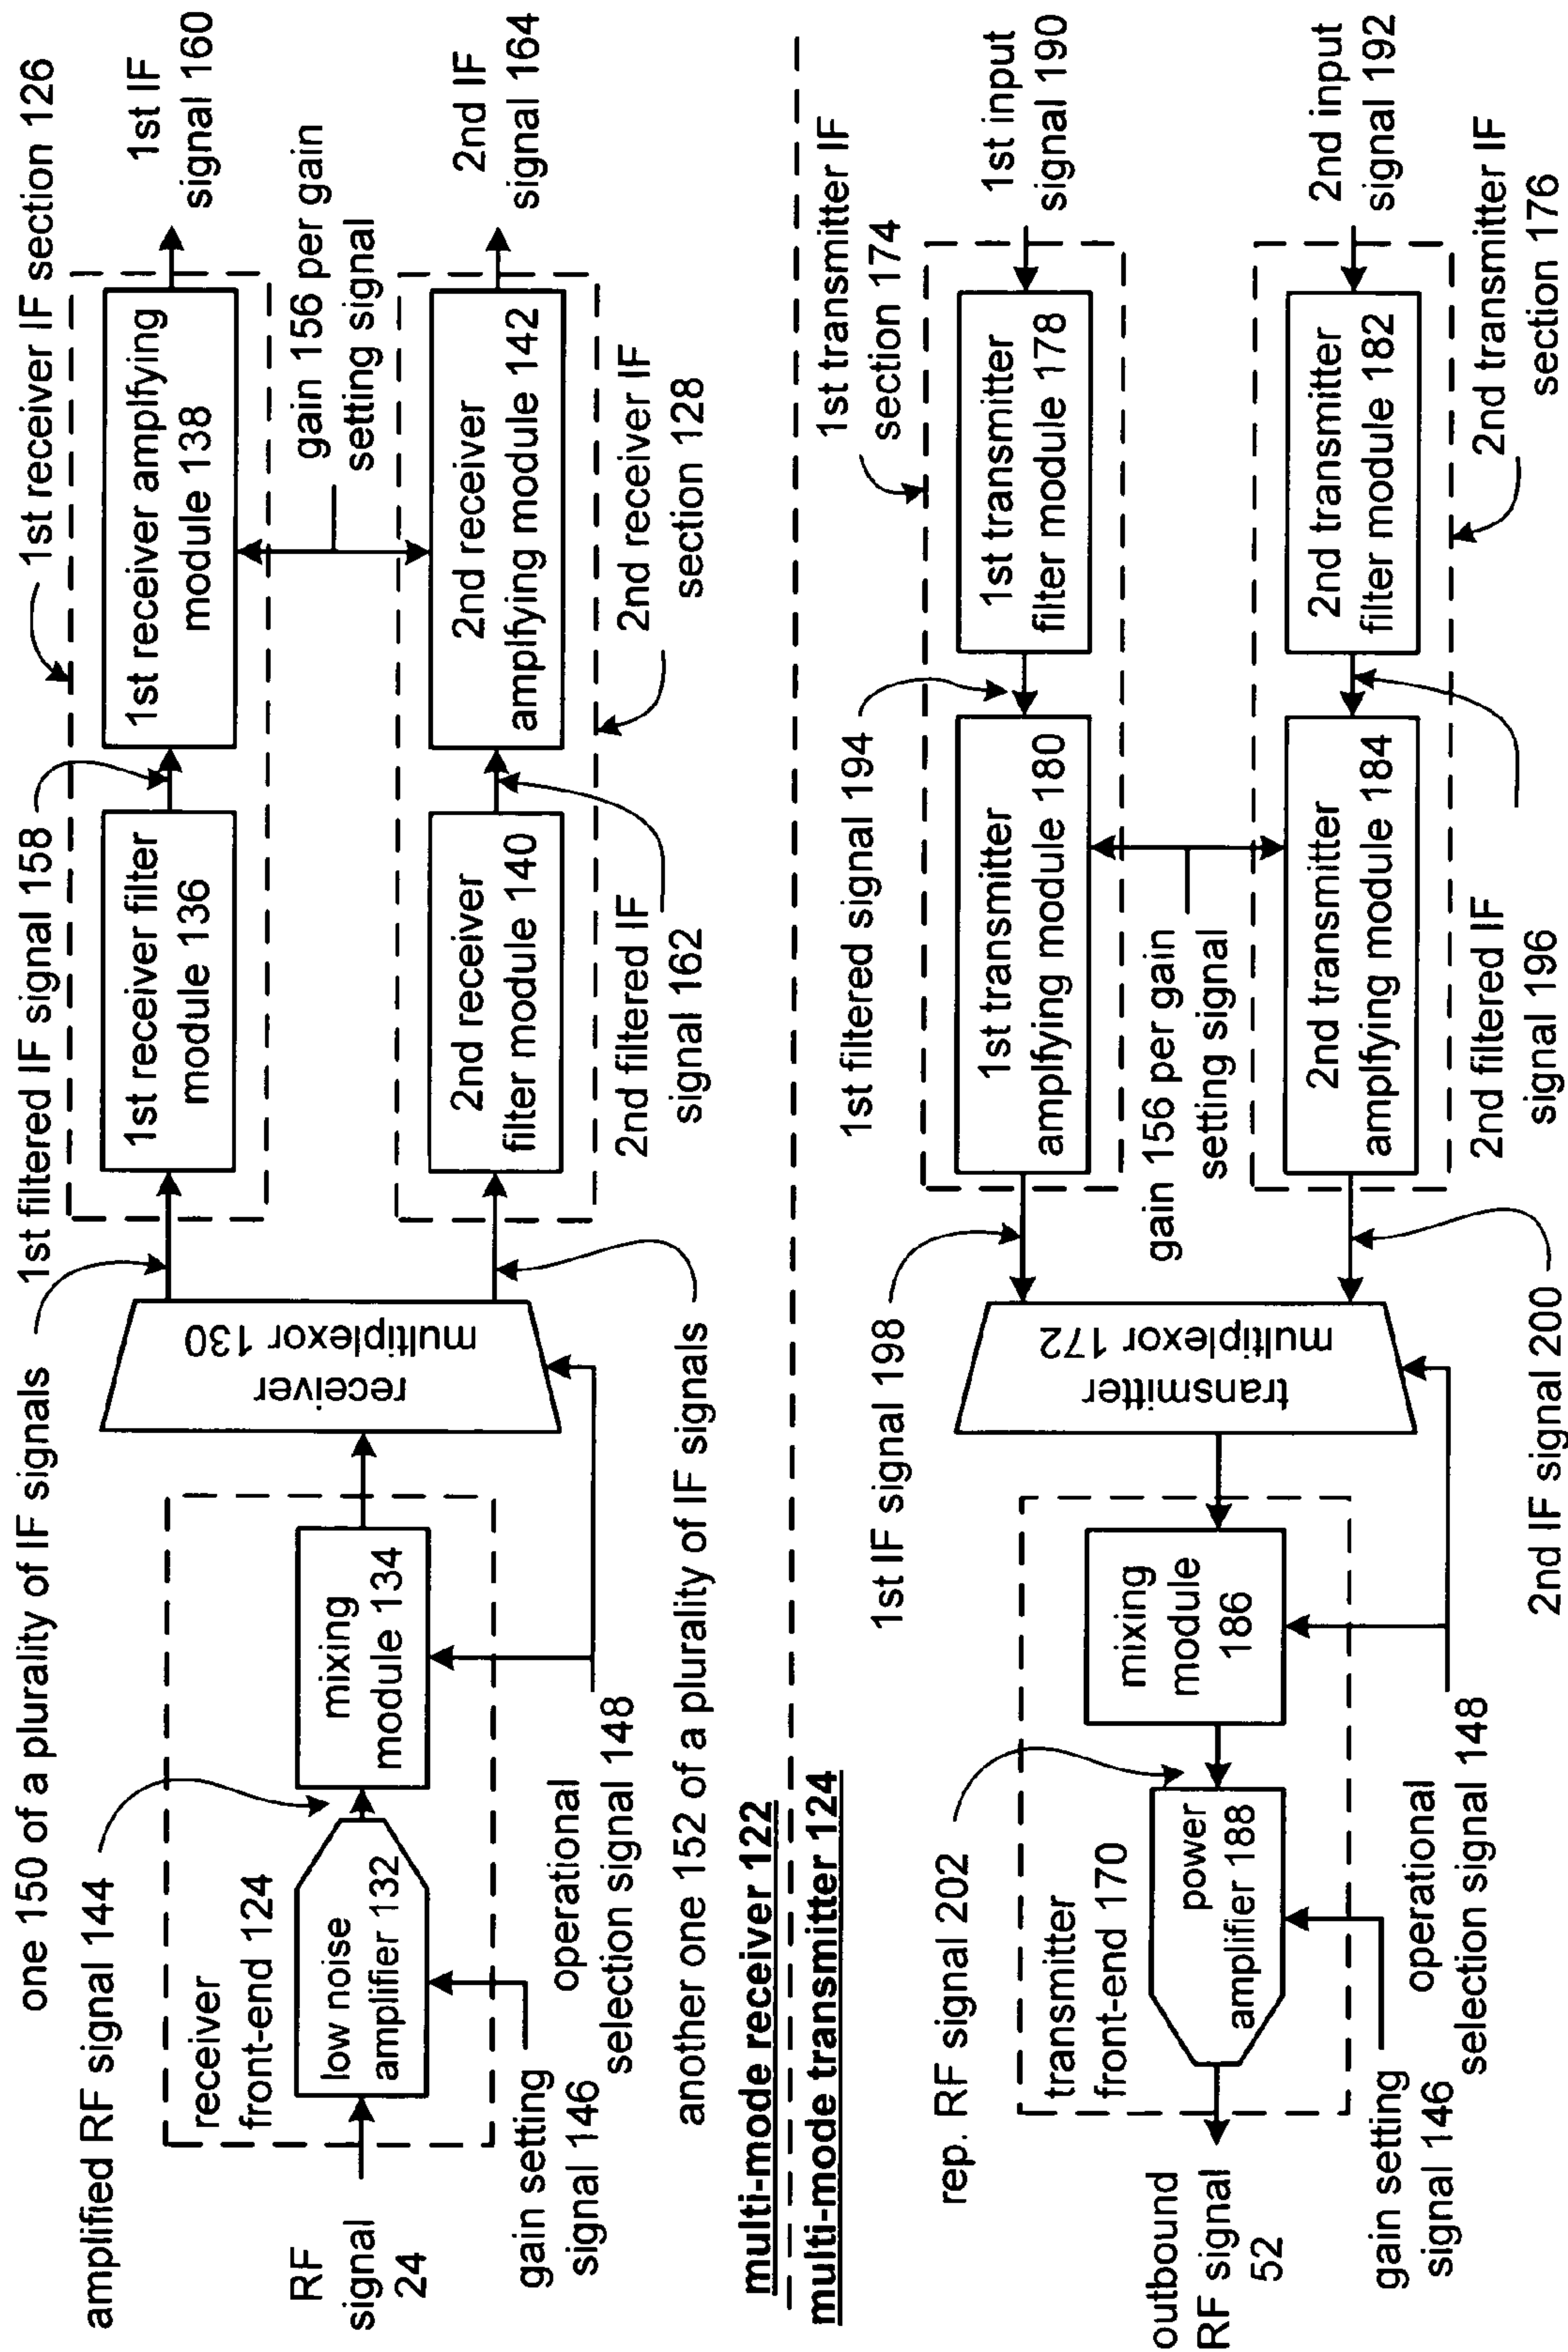 one 150 of a plurality of IF signals
1st filtered IF signal 158
1st receiver IF section 126
amplified RF signal 144
receiver
front-end 124
RF
signal
24
low noise
amplifier 132
mixing
module 134
receiver
multiplexor 130
1st receiver filter
module 136
1st receiver amplifying
module 138
1st IF
signal 160
gain 156 per gain
setting signal
2nd receiver
filter module 140
2nd receiver
amplfying module 142
2nd IF
signal 164
gain setting
signal 146
operational
selection signal 148
2nd filtered IF
signal 162
2nd receiver IF
section 128
another one 152 of a plurality of IF signals
multi-mode receiver 122
multi-mode transmitter 124
1st IF signal 198
1st filtered signal 194
1st transmitter IF
section 174
rep. RF signal 202
transmitter
front-end 170
outbound
RF signal
52
power
amplifier 188
mixing
module
186
transmitter
multiplexor 172
1st transmitter
amplfying module 180
1st transmitter
filter module 178
1st input
signal 190
gain 156 per gain
setting signal
2nd transmitter
amplfying module 184
2nd transmitter
filter module 182
2nd input
signal 192
gain setting
signal 146
operational
selection signal 148
2nd IF signal 200
2nd filtered IF
signal 196
2nd transmitter IF
section 176